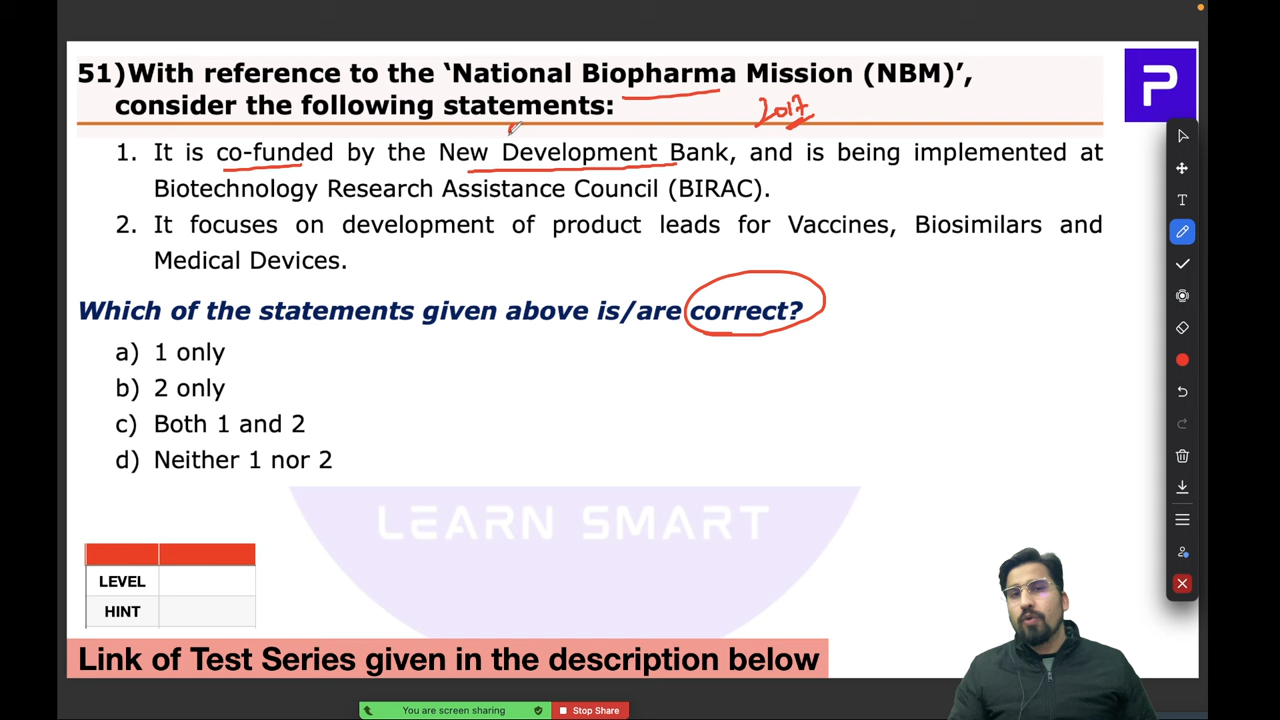 51)With reference to the ‘National Biopharma Mission (NBM)’,
consider the following statements:
2017
1. It is co-funded by the New Development Bank, and is being implemented at
Biotechnology Research Assistance Council (BIRAC).
2. It focuses on development of product leads for Vaccines, Biosimilars and
Medical Devices.
Which of the statements given above is/are correct?
a) 1 only
b) 2 only
c) Both 1 and 2
d) Neither 1 nor 2
LEARN SMART
LEVEL
HINT
Link of Test Series given in the description below
You are screen sharing
Stop Share
P
T